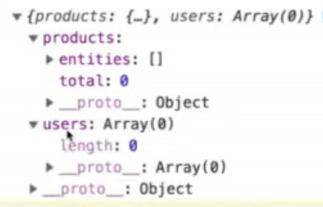 ▼{products: {…}, users: Array(0)}
▼products:
▶entities: []
total: 0
▶__proto__: Object
▼users: Array(0)
length: 0
▶__proto__: Array(0)
▶__proto__: Object